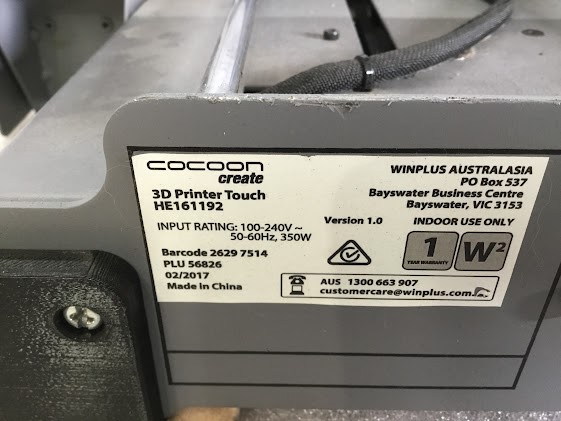 cocoon
create
3D Printer Touch
HE161192
INPUT RATING: 100-240V ~
50-60Hz, 350W
Barcode 2629 7514
PLU 56826
02/2017
Made in China
Version 1.0
WINPLUS AUSTRALASIA
PO Box 537
Bayswater Business Centre
Bayswater, VIC 3153
INDOOR USE ONLY
1
YEAR WARRANTY
W²
AUS 1300 663 907
customercare@winplus.com.au